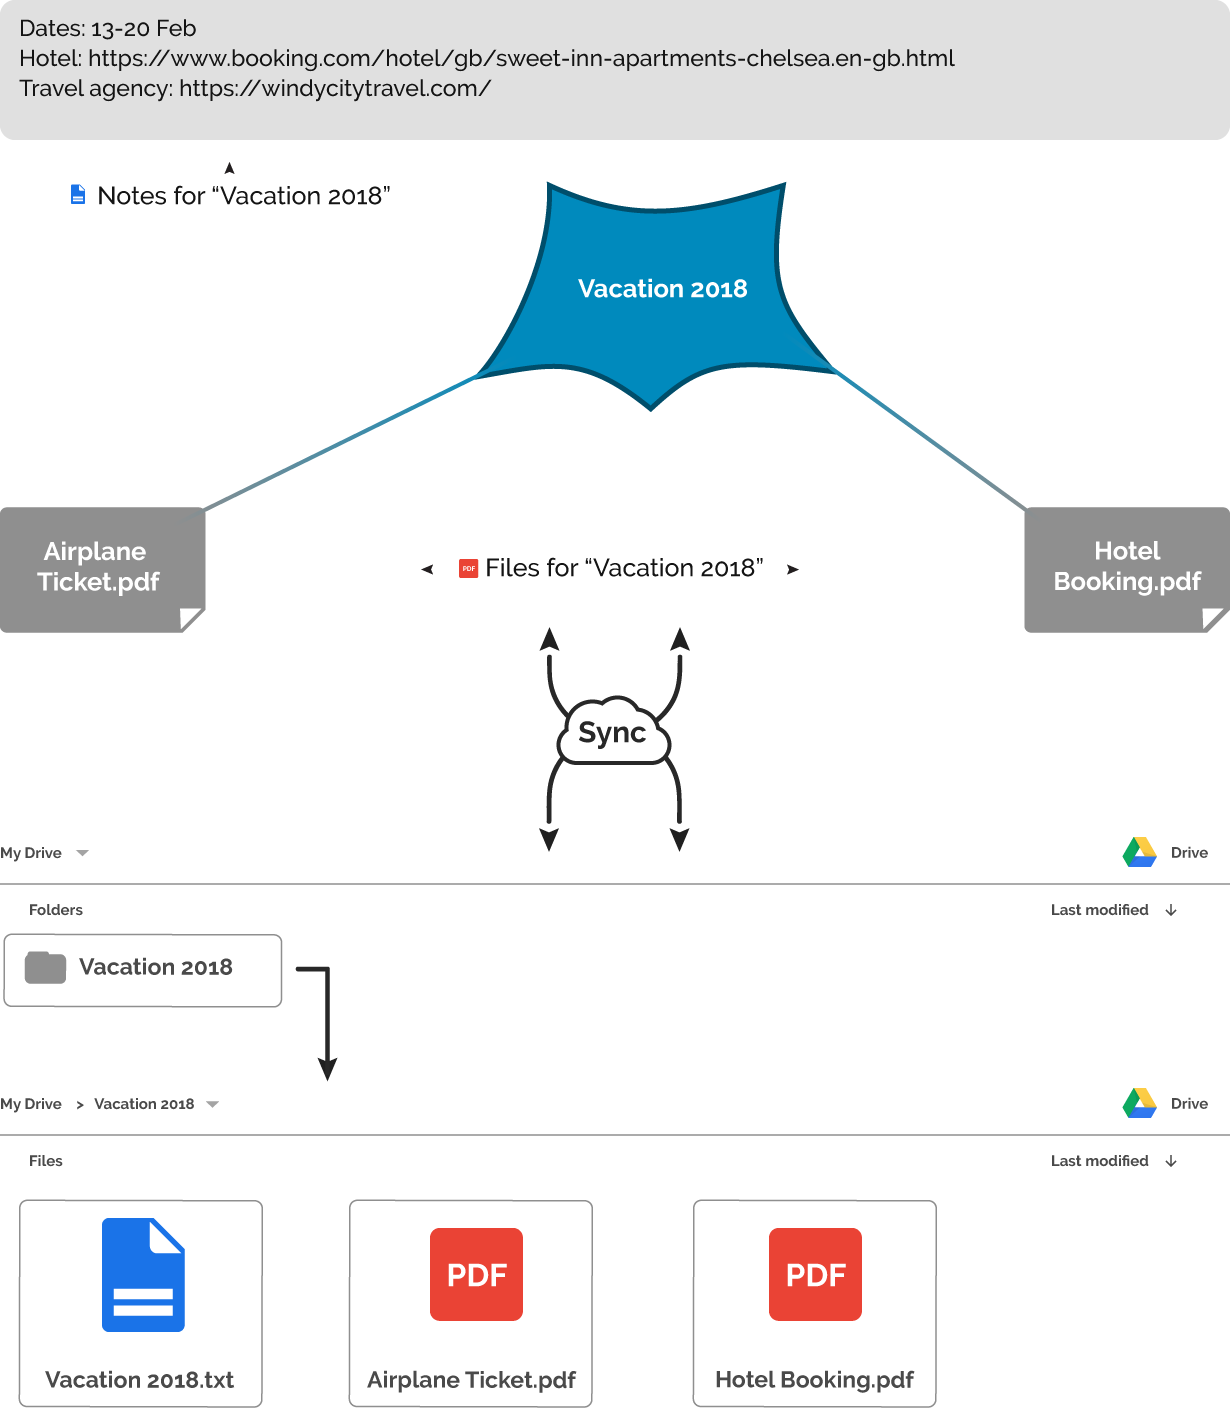 Dates: 13-20 Feb
Hotel: https://www.booking.com/hotel/gb/sweet-inn-apartments-chelsea.en-gb.html
Travel agency: https://windycitytravel.com/
Notes for “Vacation 2018”
Vacation 2018
Airplane
Ticket.pdf
PDF Files for “Vacation 2018”
Hotel
Booking.pdf
Sync
My Drive
Drive
Folders
Last modified
Vacation 2018
My Drive > Vacation 2018
Drive
Files
Last modified
PDF
PDF
Vacation 2018.txt
Airplane Ticket.pdf
Hotel Booking.pdf